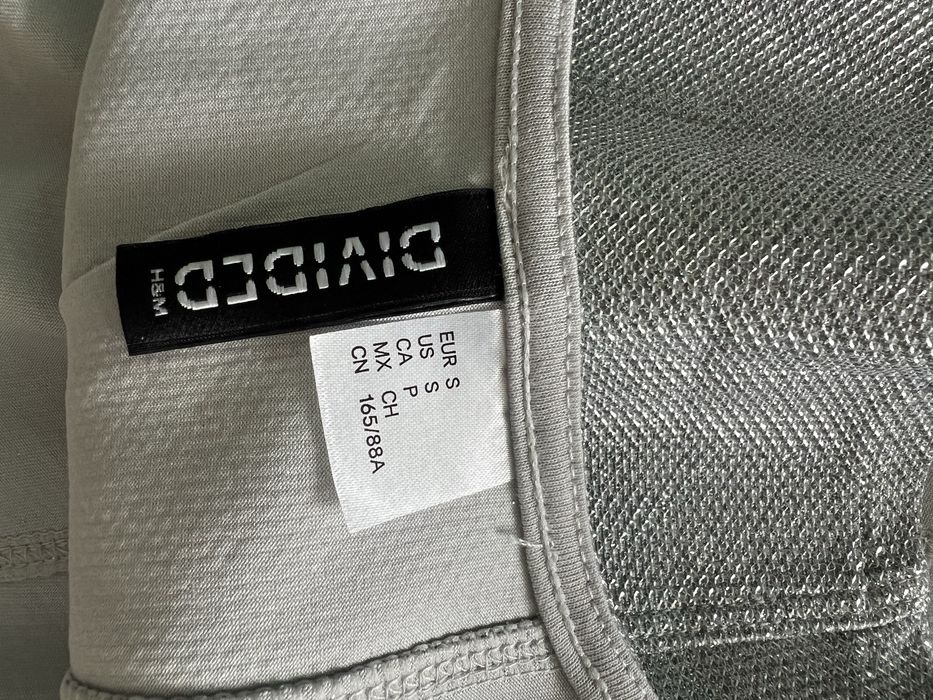 DIVIDED
H&M
EUR S
US S
CA P
MX CH
CN 165/88A